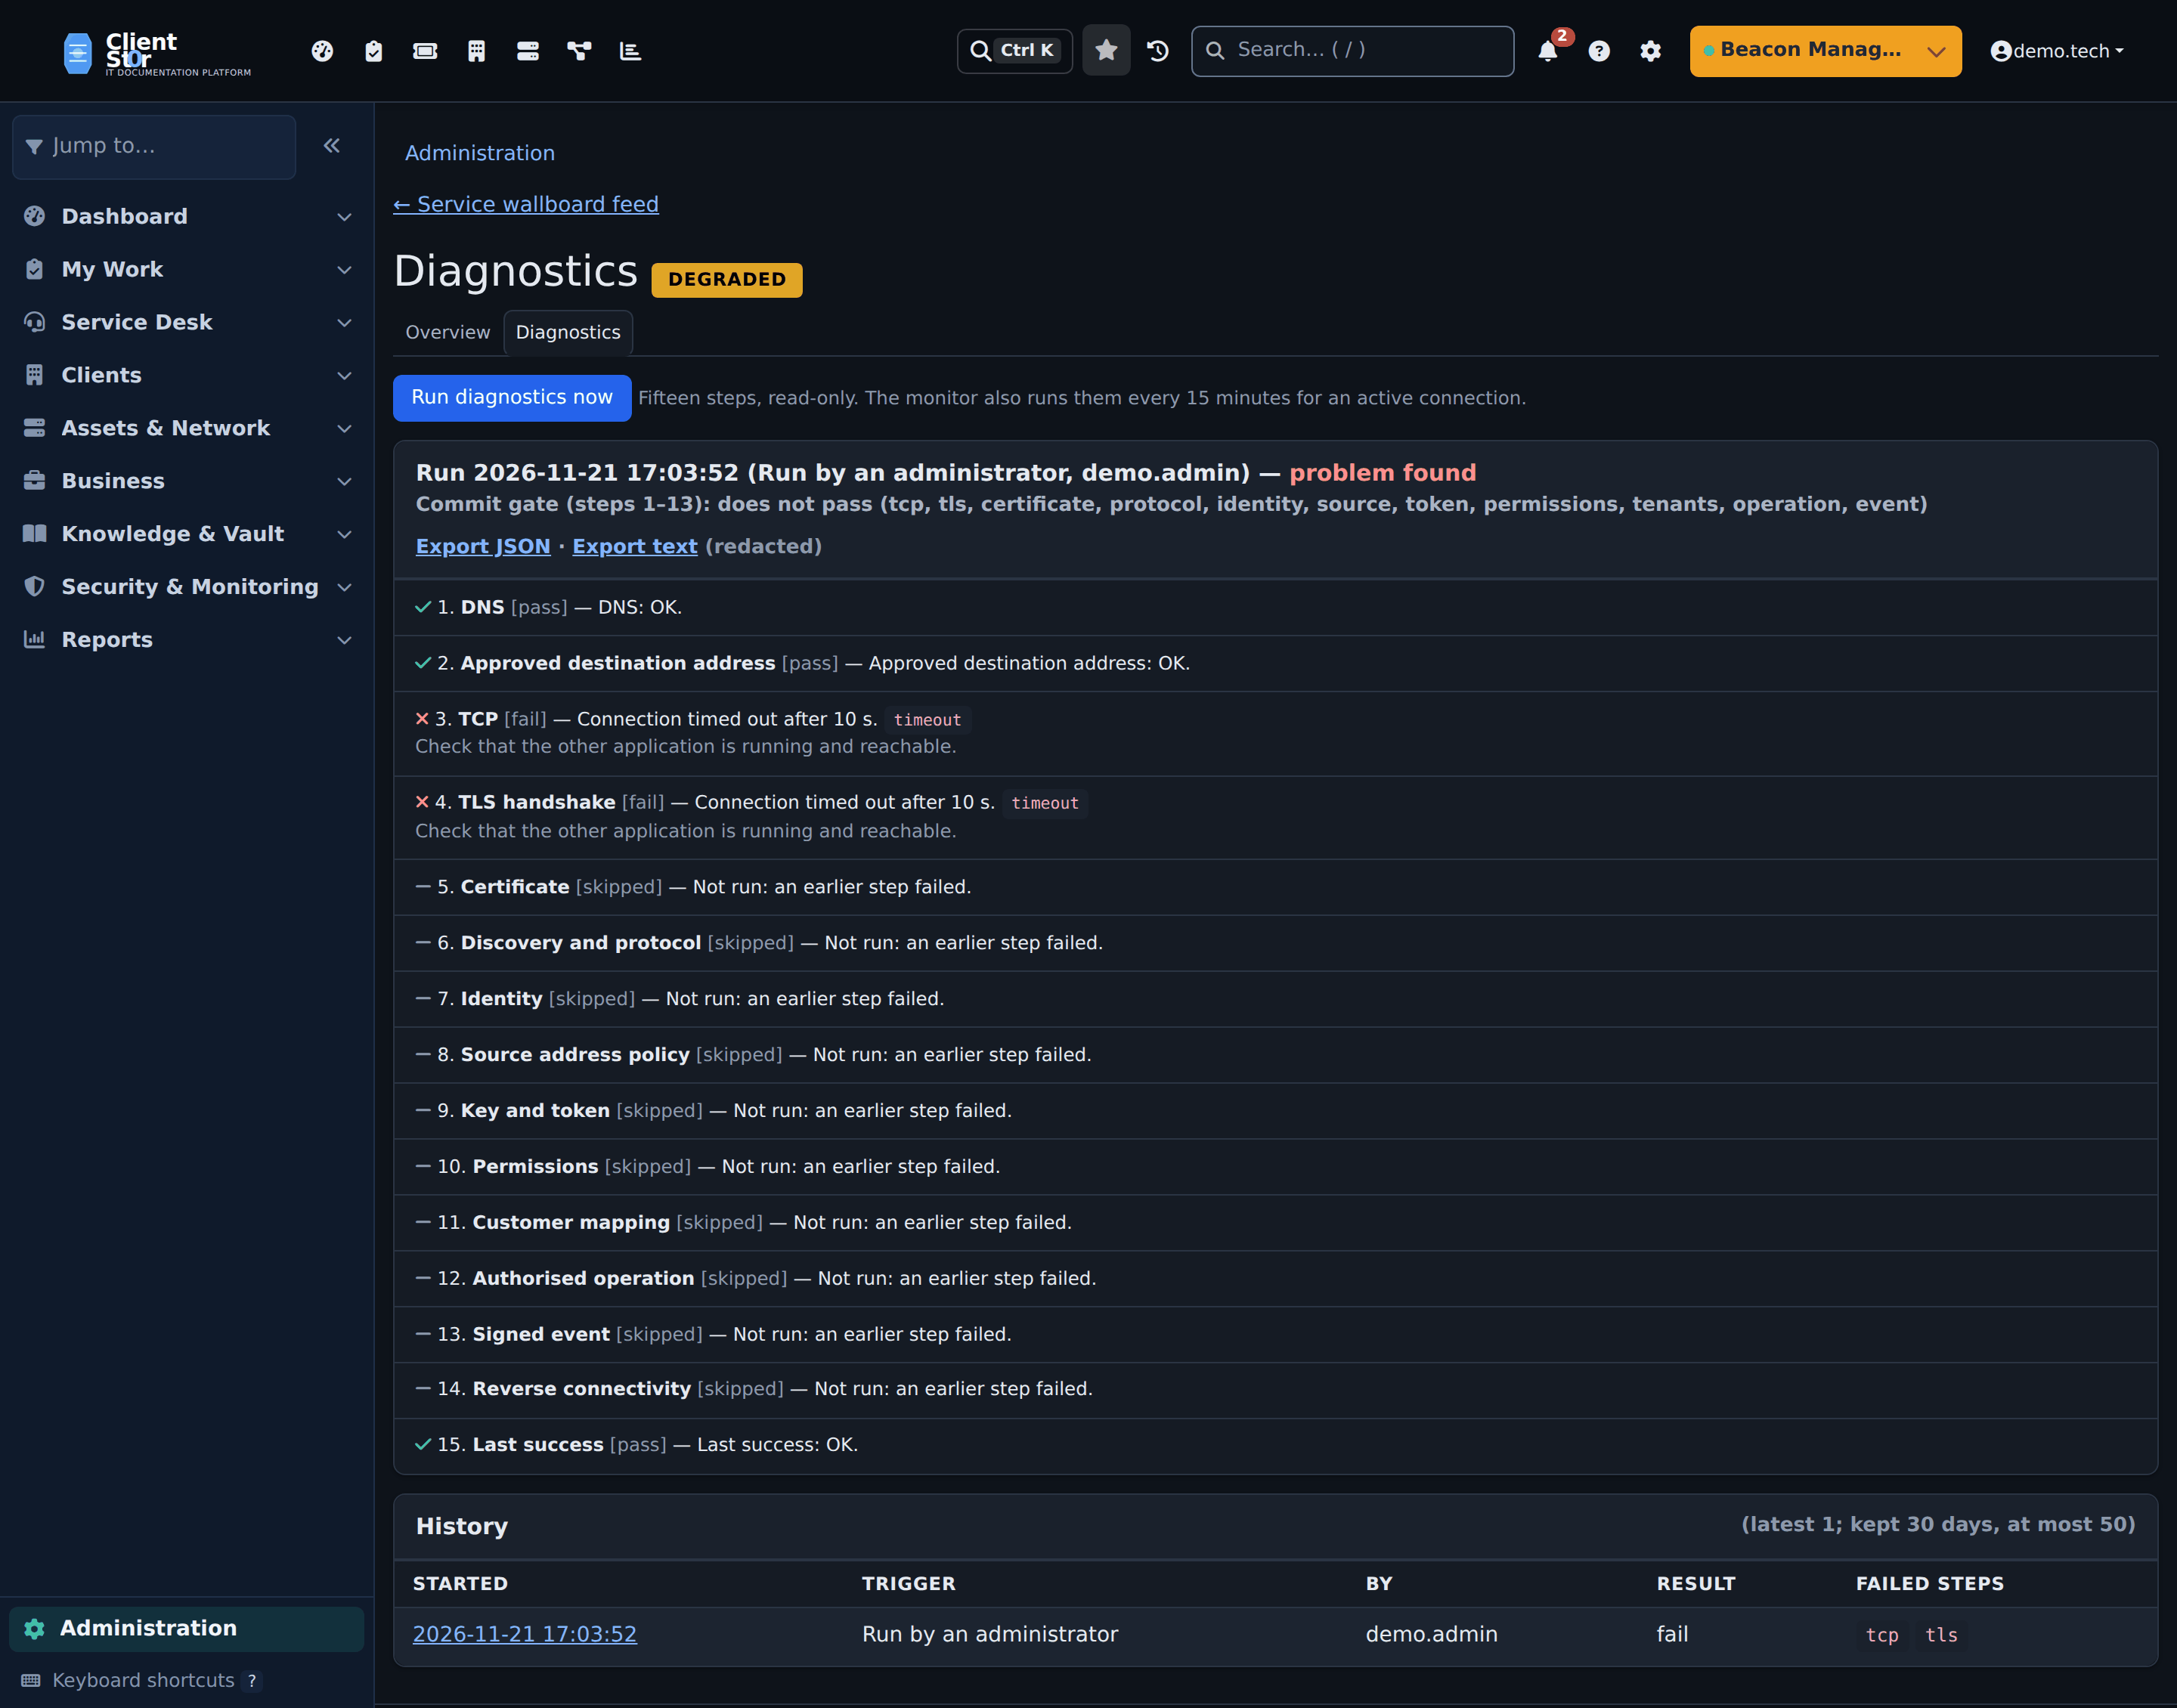 Client
St0r
IT DOCUMENTATION PLATFORM
Ctrl K
Search... ( / )
2
Beacon Manag...
demo.tech
Jump to...
Dashboard
My Work
Service Desk
Clients
Assets & Network
Business
Knowledge & Vault
Security & Monitoring
Reports
Administration
Keyboard shortcuts ?
Administration
← Service wallboard feed
Diagnostics DEGRADED
Overview Diagnostics
Run diagnostics now Fifteen steps, read-only. The monitor also runs them every 15 minutes for an active connection.
Run 2026-11-21 17:03:52 (Run by an administrator, demo.admin) — problem found
Commit gate (steps 1–13): does not pass (tcp, tls, certificate, protocol, identity, source, token, permissions, tenants, operation, event)
Export JSON · Export text (redacted)
1. DNS [pass] — DNS: OK.
2. Approved destination address [pass] — Approved destination address: OK.
3. TCP [fail] — Connection timed out after 10 s. timeout
Check that the other application is running and reachable.
4. TLS handshake [fail] — Connection timed out after 10 s. timeout
Check that the other application is running and reachable.
5. Certificate [skipped] — Not run: an earlier step failed.
6. Discovery and protocol [skipped] — Not run: an earlier step failed.
7. Identity [skipped] — Not run: an earlier step failed.
8. Source address policy [skipped] — Not run: an earlier step failed.
9. Key and token [skipped] — Not run: an earlier step failed.
10. Permissions [skipped] — Not run: an earlier step failed.
11. Customer mapping [skipped] — Not run: an earlier step failed.
12. Authorised operation [skipped] — Not run: an earlier step failed.
13. Signed event [skipped] — Not run: an earlier step failed.
14. Reverse connectivity [skipped] — Not run: an earlier step failed.
15. Last success [pass] — Last success: OK.
History (latest 1; kept 30 days, at most 50)
STARTED TRIGGER BY RESULT FAILED STEPS
2026-11-21 17:03:52 Run by an administrator demo.admin fail tcp tls